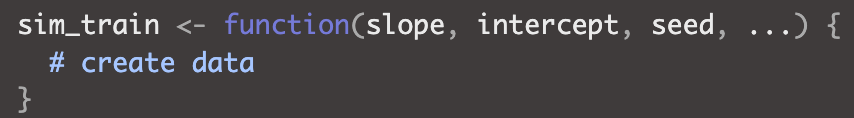 sim_train <- function(slope, intercept, seed, ...) {
  # create data
}